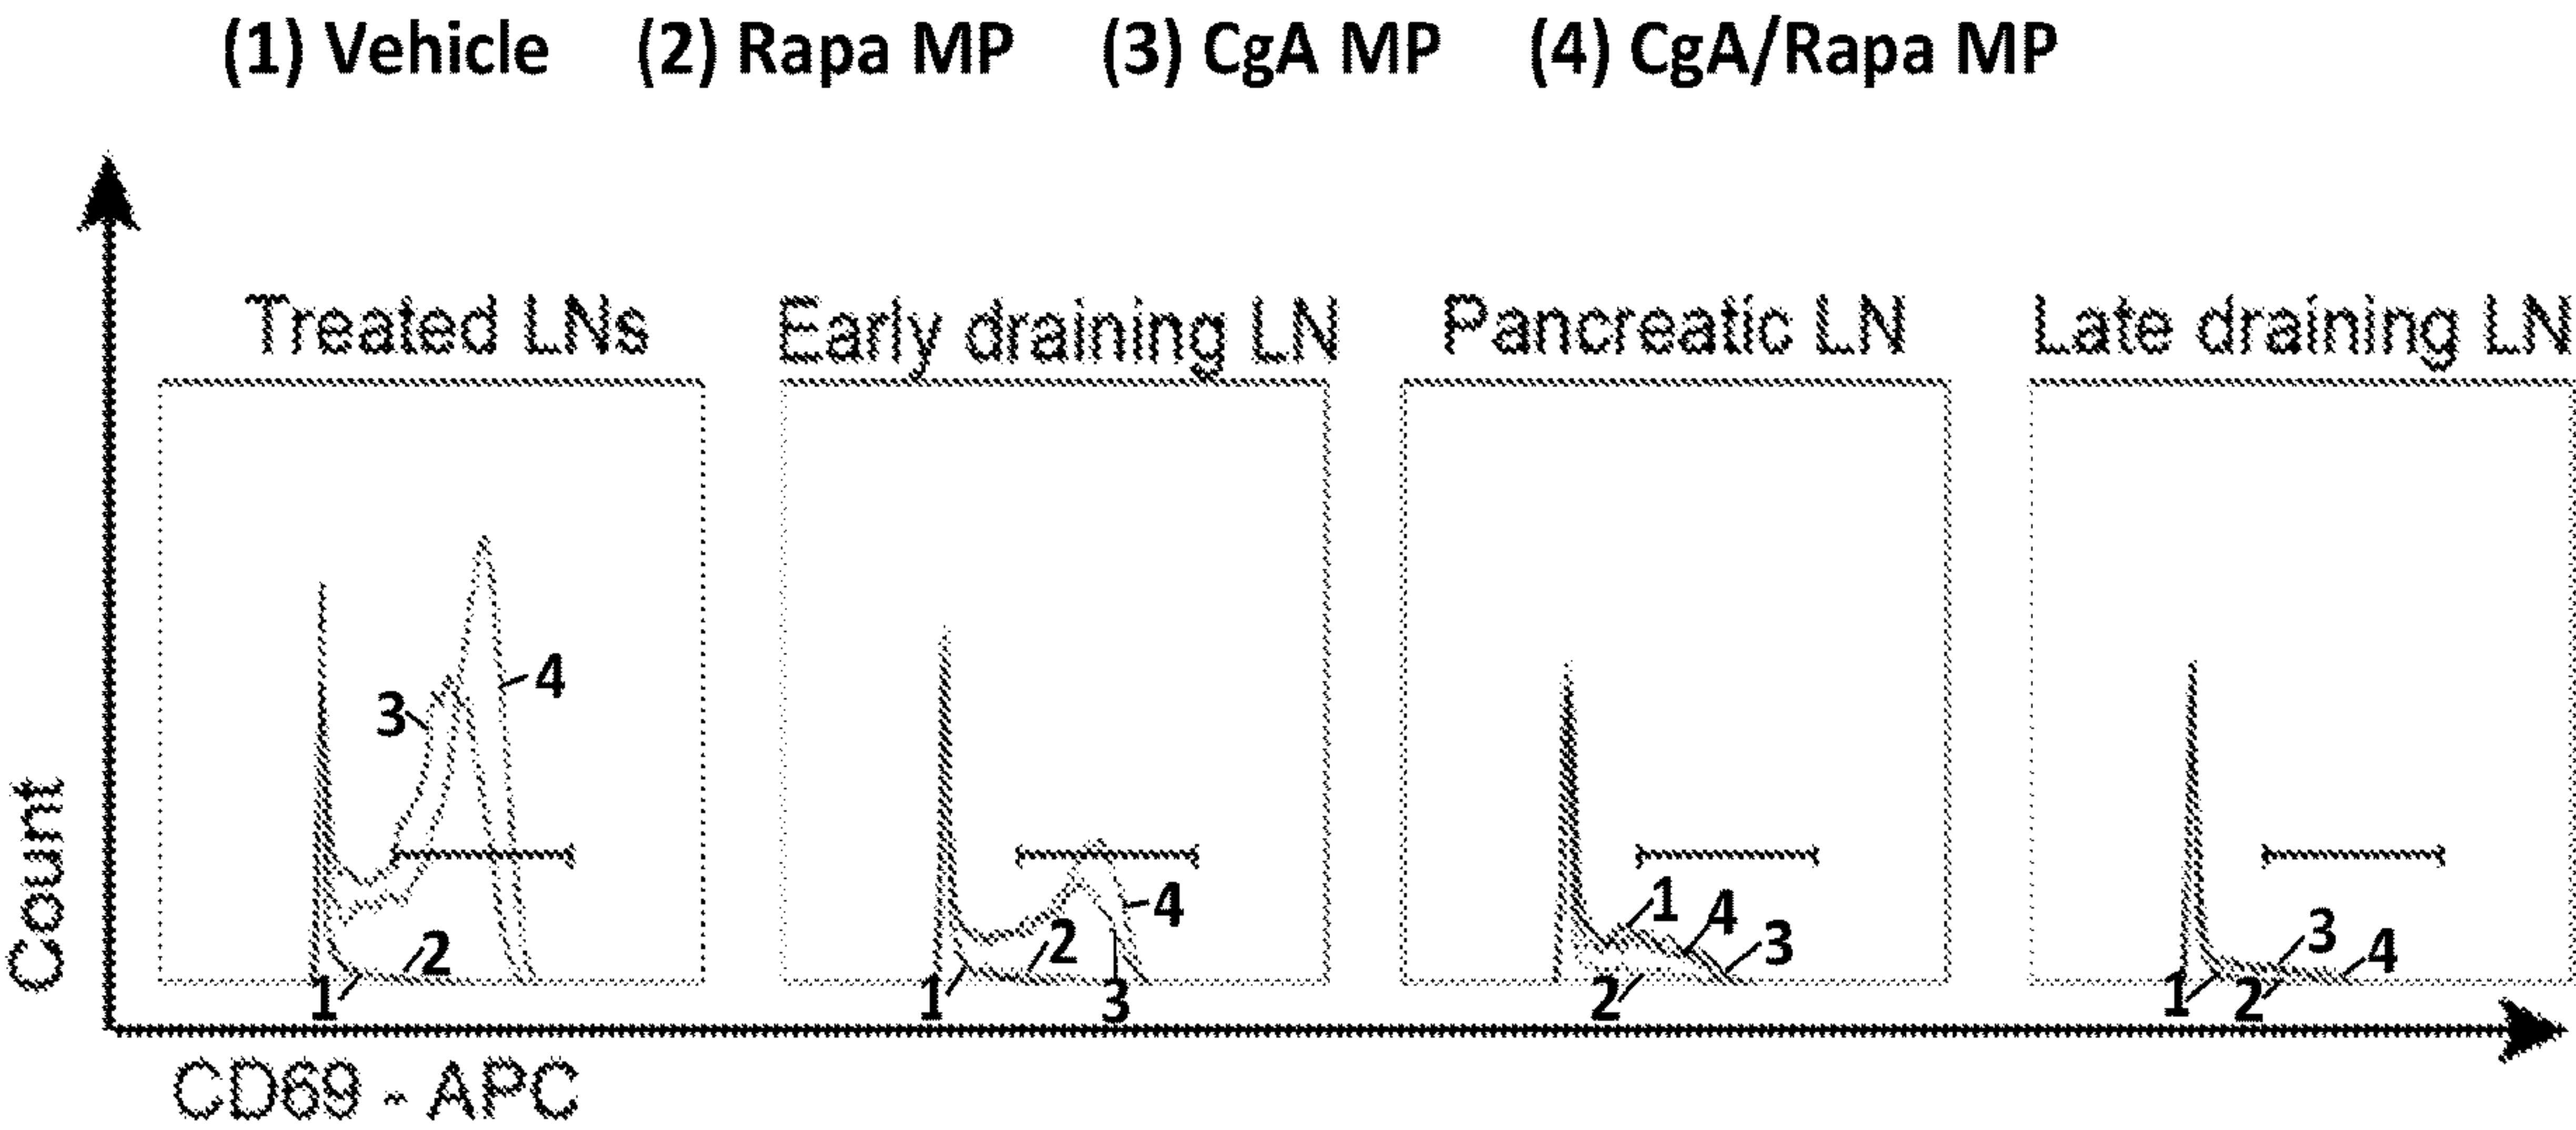 (1) Vehicle (2) Rapa MP (3) CgA MP (4) CgA/Rapa MP
Treated LNs Early draining LN Pancreatic LN Late draining LN
Count
3 4 2 1
4 2 1 3
1 4 3 2
3 4 1 2
CD69 - APC